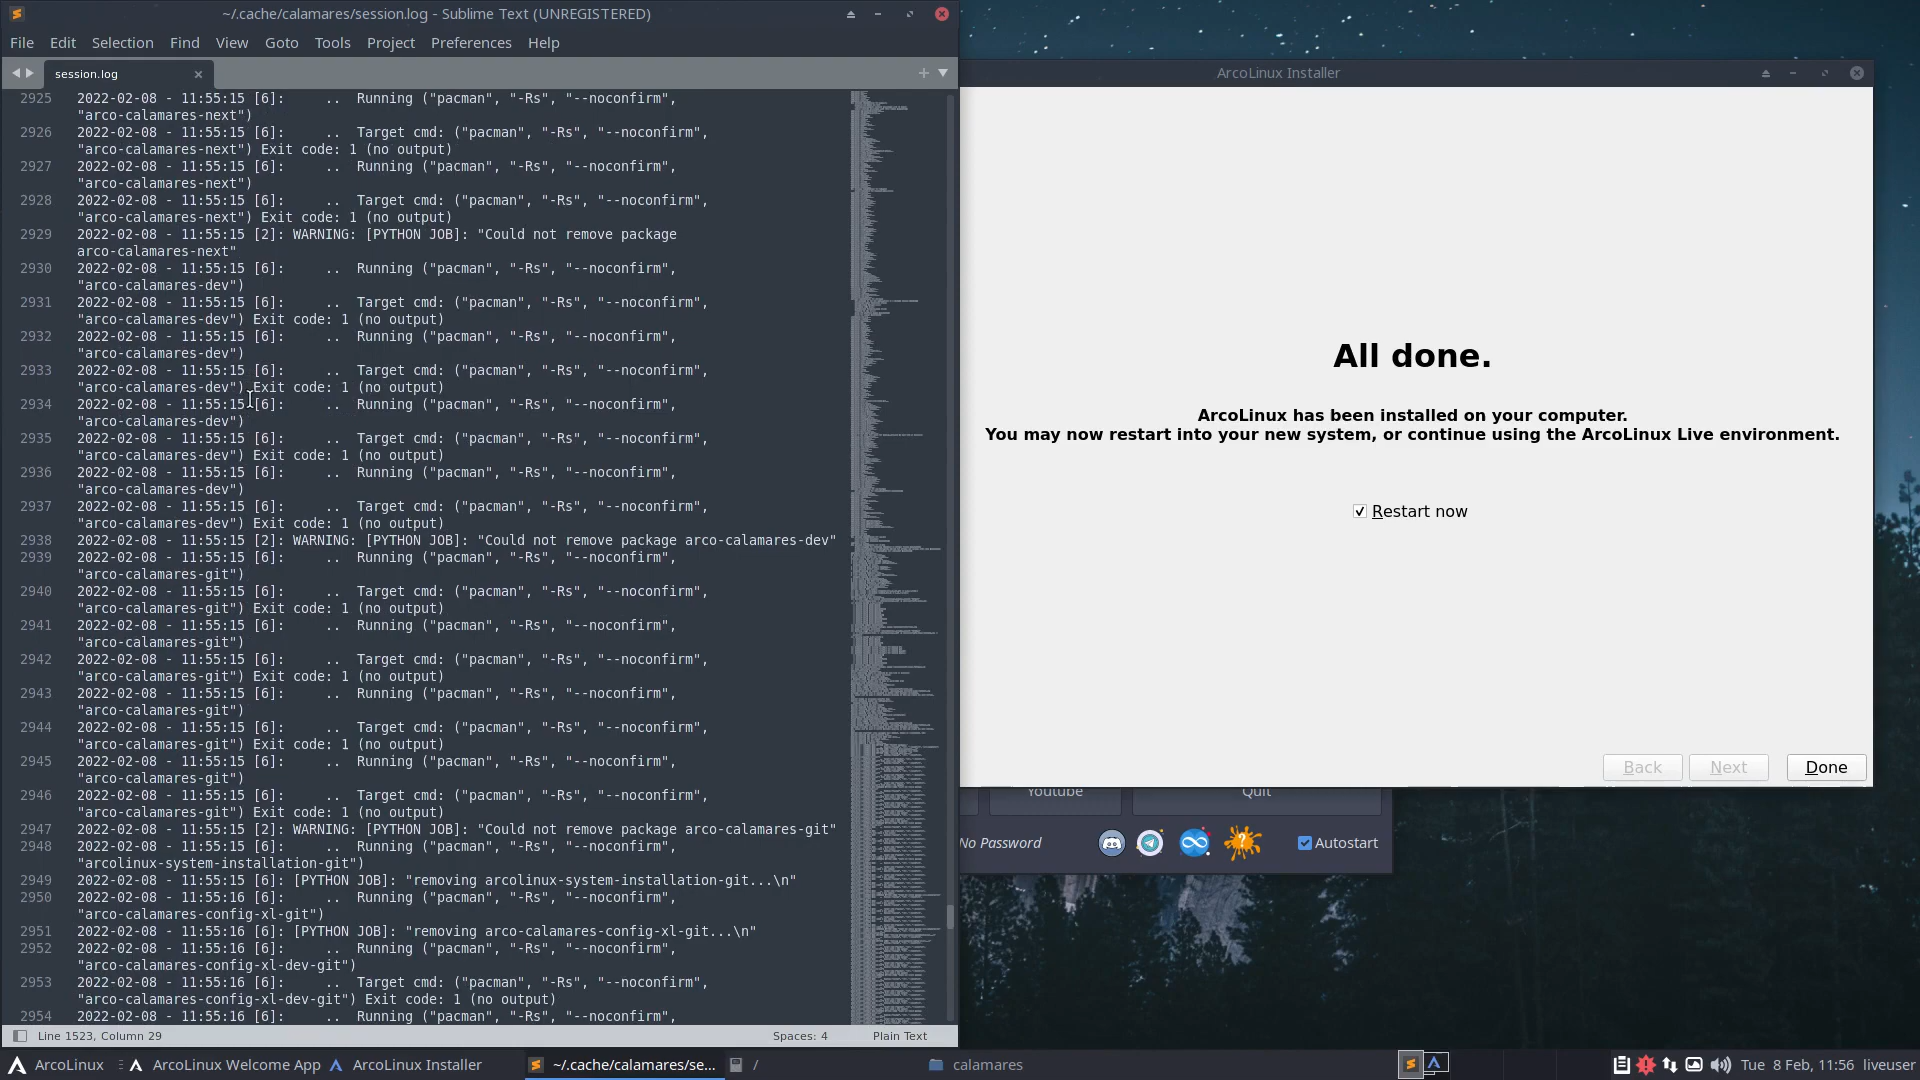 ~/.cache/calamares/session.log - Sublime Text (UNREGISTERED)
File Edit Selection Find View Goto Tools Project Preferences Help
session.log
2925 2022-02-08 - 11:55:15 [6]: .. Running ("pacman", "-Rs", "--noconfirm",
"arco-calamares-next")
2926 2022-02-08 - 11:55:15 [6]: .. Target cmd: ("pacman", "-Rs", "--noconfirm",
"arco-calamares-next") Exit code: 1 (no output)
2927 2022-02-08 - 11:55:15 [6]: .. Running ("pacman", "-Rs", "--noconfirm",
"arco-calamares-next")
2928 2022-02-08 - 11:55:15 [6]: .. Target cmd: ("pacman", "-Rs", "--noconfirm",
"arco-calamares-next") Exit code: 1 (no output)
2929 2022-02-08 - 11:55:15 [2]: WARNING: [PYTHON JOB]: "Could not remove package
arco-calamares-next"
2930 2022-02-08 - 11:55:15 [6]: .. Running ("pacman", "-Rs", "--noconfirm",
"arco-calamares-dev")
2931 2022-02-08 - 11:55:15 [6]: .. Target cmd: ("pacman", "-Rs", "--noconfirm",
"arco-calamares-dev") Exit code: 1 (no output)
2932 2022-02-08 - 11:55:15 [6]: .. Running ("pacman", "-Rs", "--noconfirm",
"arco-calamares-dev")
2933 2022-02-08 - 11:55:15 [6]: .. Target cmd: ("pacman", "-Rs", "--noconfirm",
"arco-calamares-dev") Exit code: 1 (no output)
2934 2022-02-08 - 11:55:15 [6]: .. Running ("pacman", "-Rs", "--noconfirm",
"arco-calamares-dev")
2935 2022-02-08 - 11:55:15 [6]: .. Target cmd: ("pacman", "-Rs", "--noconfirm",
"arco-calamares-dev") Exit code: 1 (no output)
2936 2022-02-08 - 11:55:15 [6]: .. Running ("pacman", "-Rs", "--noconfirm",
"arco-calamares-dev")
2937 2022-02-08 - 11:55:15 [6]: .. Target cmd: ("pacman", "-Rs", "--noconfirm",
"arco-calamares-dev") Exit code: 1 (no output)
2938 2022-02-08 - 11:55:15 [2]: WARNING: [PYTHON JOB]: "Could not remove package arco-calamares-dev"
2939 2022-02-08 - 11:55:15 [6]: .. Running ("pacman", "-Rs", "--noconfirm",
"arco-calamares-git")
2940 2022-02-08 - 11:55:15 [6]: .. Target cmd: ("pacman", "-Rs", "--noconfirm",
"arco-calamares-git") Exit code: 1 (no output)
2941 2022-02-08 - 11:55:15 [6]: .. Running ("pacman", "-Rs", "--noconfirm",
"arco-calamares-git")
2942 2022-02-08 - 11:55:15 [6]: .. Target cmd: ("pacman", "-Rs", "--noconfirm",
"arco-calamares-git") Exit code: 1 (no output)
2943 2022-02-08 - 11:55:15 [6]: .. Running ("pacman", "-Rs", "--noconfirm",
"arco-calamares-git")
2944 2022-02-08 - 11:55:15 [6]: .. Target cmd: ("pacman", "-Rs", "--noconfirm",
"arco-calamares-git") Exit code: 1 (no output)
2945 2022-02-08 - 11:55:15 [6]: .. Running ("pacman", "-Rs", "--noconfirm",
"arco-calamares-git")
2946 2022-02-08 - 11:55:15 [6]: .. Target cmd: ("pacman", "-Rs", "--noconfirm",
"arco-calamares-git") Exit code: 1 (no output)
2947 2022-02-08 - 11:55:15 [2]: WARNING: [PYTHON JOB]: "Could not remove package arco-calamares-git"
2948 2022-02-08 - 11:55:15 [6]: .. Running ("pacman", "-Rs", "--noconfirm",
"arcolinux-system-installation-git")
2949 2022-02-08 - 11:55:15 [6]: [PYTHON JOB]: "removing arcolinux-system-installation-git...\n"
2950 2022-02-08 - 11:55:16 [6]: .. Running ("pacman", "-Rs", "--noconfirm",
"arco-calamares-config-xl-git")
2951 2022-02-08 - 11:55:16 [6]: [PYTHON JOB]: "removing arco-calamares-config-xl-git...\n"
2952 2022-02-08 - 11:55:16 [6]: .. Running ("pacman", "-Rs", "--noconfirm",
"arco-calamares-config-xl-dev-git")
2953 2022-02-08 - 11:55:16 [6]: .. Target cmd: ("pacman", "-Rs", "--noconfirm",
"arco-calamares-config-xl-dev-git") Exit code: 1 (no output)
2954 2022-02-08 - 11:55:16 [6]: .. Running ("pacman", "-Rs", "--noconfirm",
Line 1523, Column 29 Spaces: 4 Plain Text
ArcoLinux Installer
All done.
ArcoLinux has been installed on your computer.
You may now restart into your new system, or continue using the ArcoLinux Live environment.
Restart now
Back Next Done
Youtube Quit
No Password Autostart
ArcoLinux ArcoLinux Welcome App ArcoLinux Installer ~/.cache/calamares/se... / calamares Tue 8 Feb, 11:56 liveuser